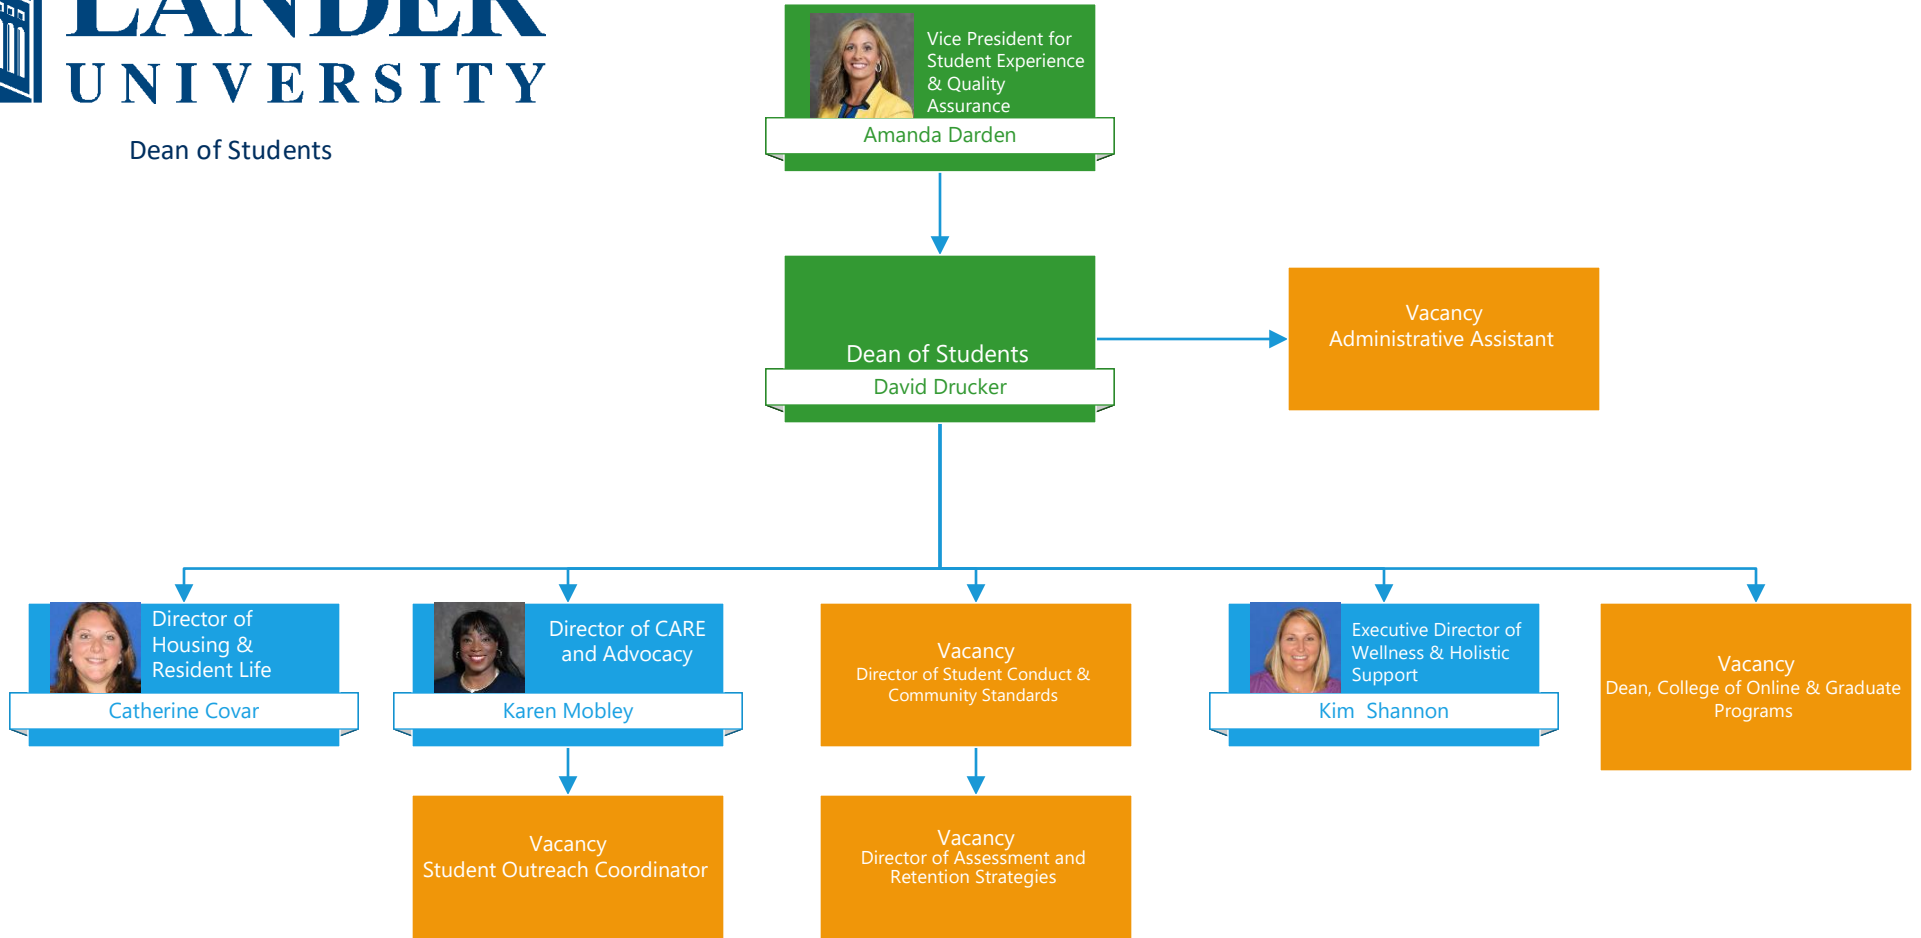 LANDER
UNIVERSITY
Dean of Students
Vice President for
Student Experience
& Quality
Assurance
Amanda Darden
Dean of Students
David Drucker
Vacancy
Administrative Assistant
Director of
Housing &
Resident Life
Catherine Covar
Director of CARE
and Advocacy
Karen Mobley
Vacancy
Director of Student Conduct &
Community Standards
Executive Director of
Wellness & Holistic
Support
Kim  Shannon
Vacancy
Dean, College of Online & Graduate
Programs
Vacancy
Student Outreach Coordinator
Vacancy
Director of Assessment and
Retention Strategies